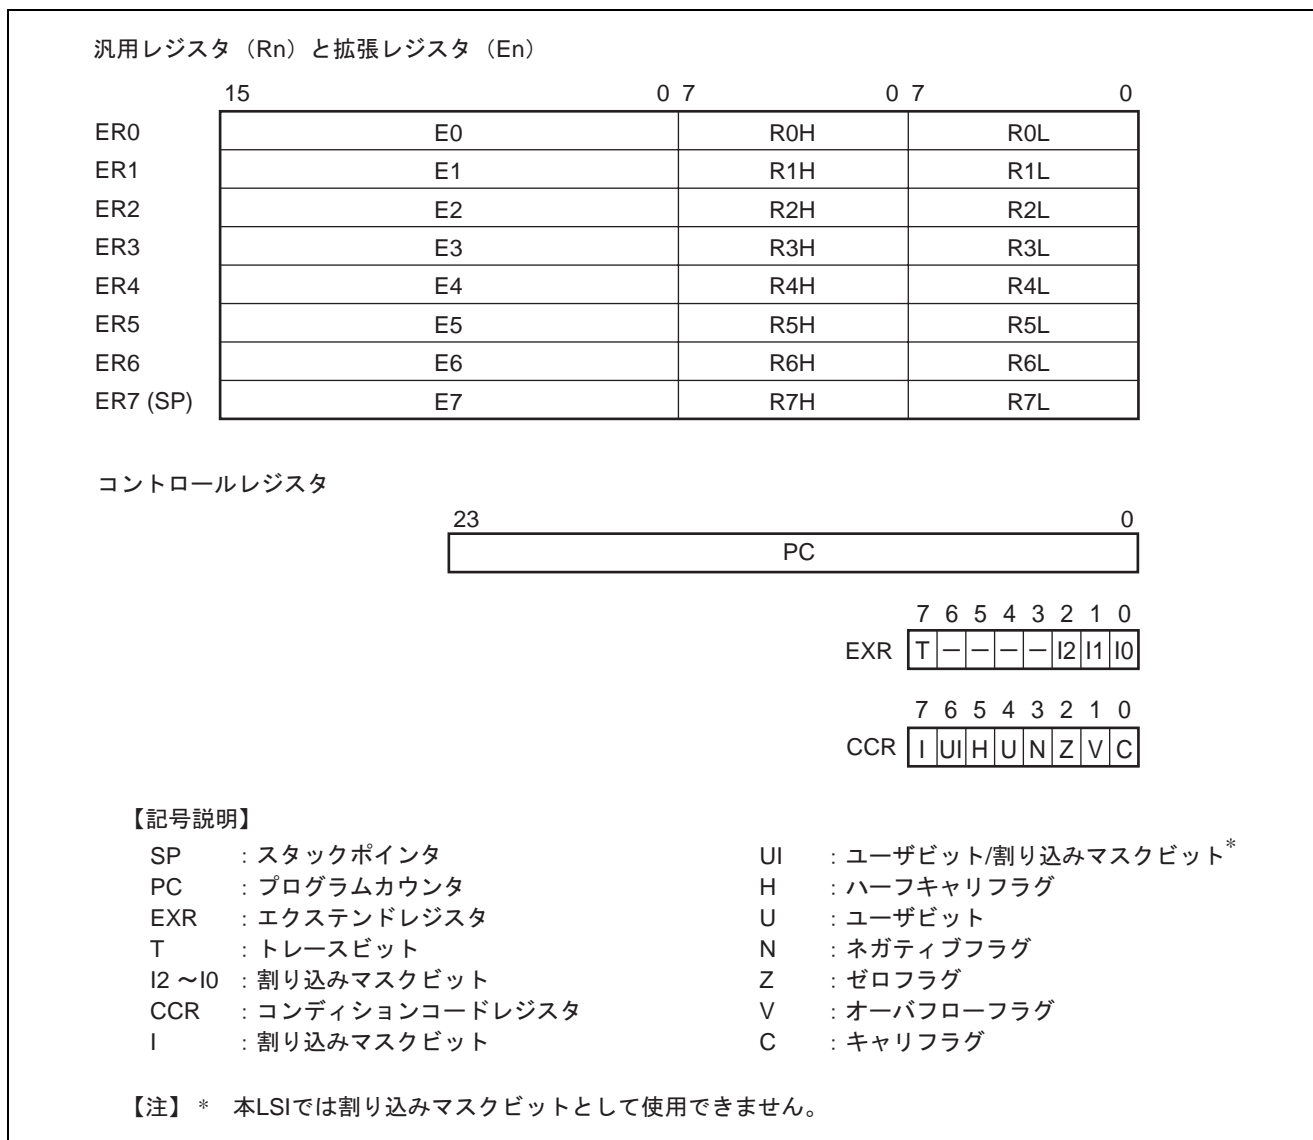 汎用レジスタ（Rn）と拡張レジスタ（En）
15 0 7 0 7 0
ER0 E0 R0H R0L
ER1 E1 R1H R1L
ER2 E2 R2H R2L
ER3 E3 R3H R3L
ER4 E4 R4H R4L
ER5 E5 R5H R5L
ER6 E6 R6H R6L
ER7 (SP) E7 R7H R7L
コントロールレジスタ
23 0
PC
7 6 5 4 3 2 1 0
EXR T － － － － I2 I1 I0
7 6 5 4 3 2 1 0
CCR I UI H U N Z V C
【記号説明】
SP : スタックポインタ
PC : プログラムカウンタ
EXR : エクステンドレジスタ
T : トレースビット
I2 ～I0 : 割り込みマスクビット
CCR : コンディションコードレジスタ
I : 割り込みマスクビット
UI : ユーザビット/割り込みマスクビット*
H : ハーフキャリフラグ
U : ユーザビット
N : ネガティブフラグ
Z : ゼロフラグ
V : オーバフローフラグ
C : キャリフラグ
【注】 * 本LSIでは割り込みマスクビットとして使用できません。